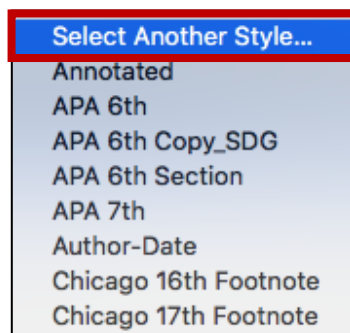 Select Another Style...
Annotated
APA 6th
APA 6th Copy_SDG
APA 6th Section
APA 7th
Author-Date
Chicago 16th Footnote
Chicago 17th Footnote